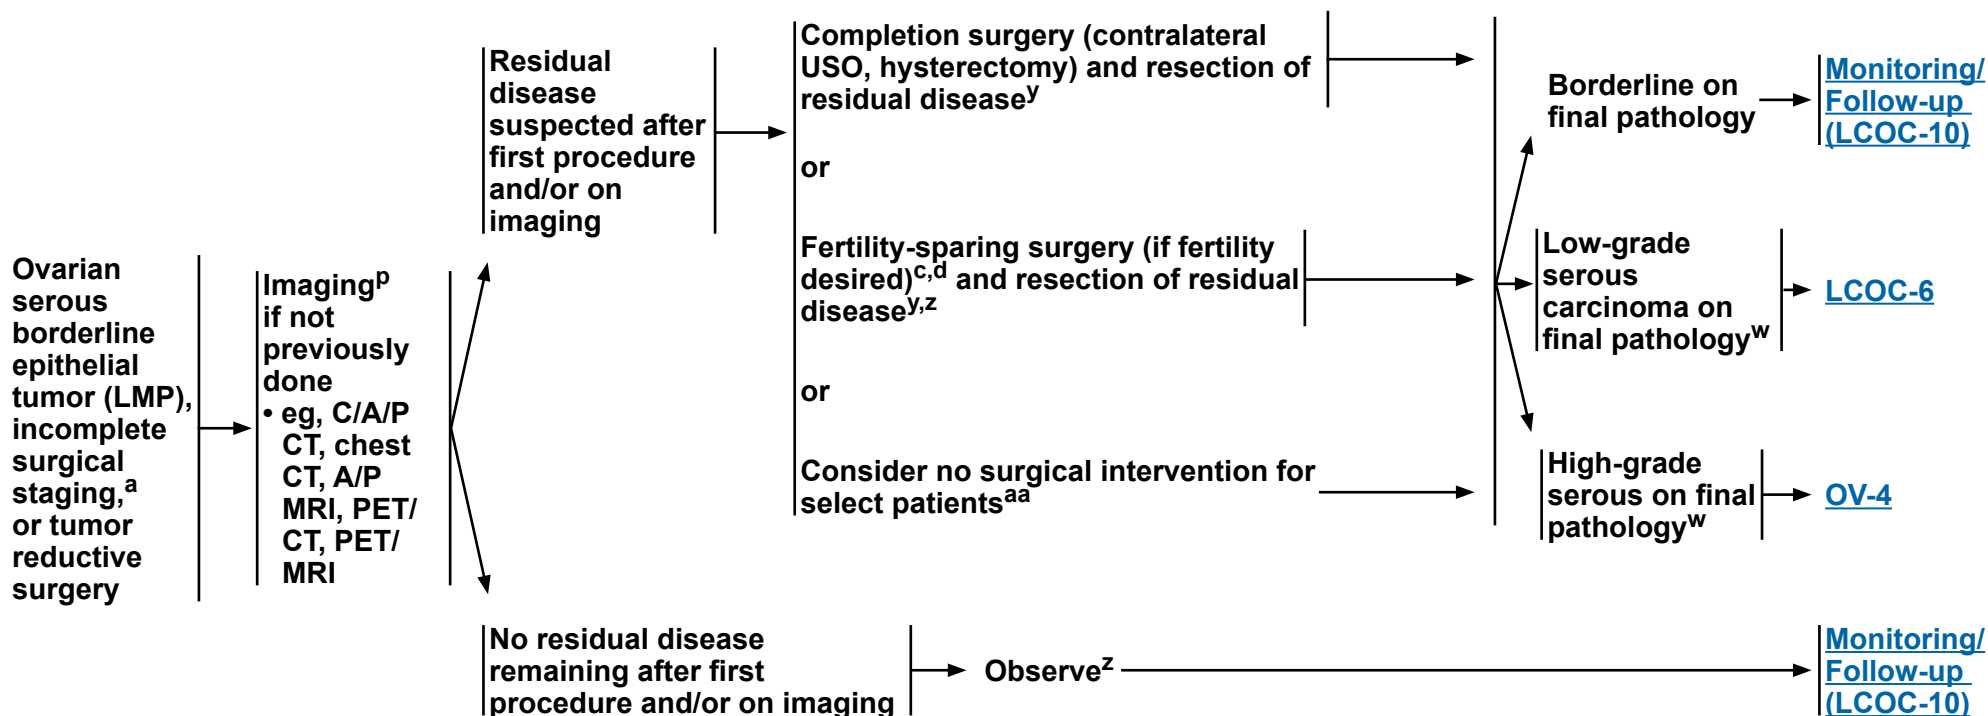 Ovarian
serous
borderline
epithelial
tumor (LMP),
incomplete
surgical
staging,a
or tumor
reductive
surgery
Imagingp
if not
previously
done
• eg, C/A/P
CT, chest
CT, A/P
MRI, PET/
CT, PET/
MRI
Residual
disease
suspected after
first procedure
and/or on
imaging
Completion surgery (contralateral
USO, hysterectomy) and resection of
residual diseasey
or
Fertility-sparing surgery (if fertility
desired)c,d and resection of residual
diseasey,z
or
Consider no surgical intervention for
select patientsaa
Borderline on
final pathology
Monitoring/
Follow-up
(LCOC-10)
Low-grade
serous
carcinoma on
final pathologyw
LCOC-6
High-grade
serous on final
pathologyw
OV-4
No residual disease
remaining after first
procedure and/or on imaging
Observez
Monitoring/
Follow-up
(LCOC-10)